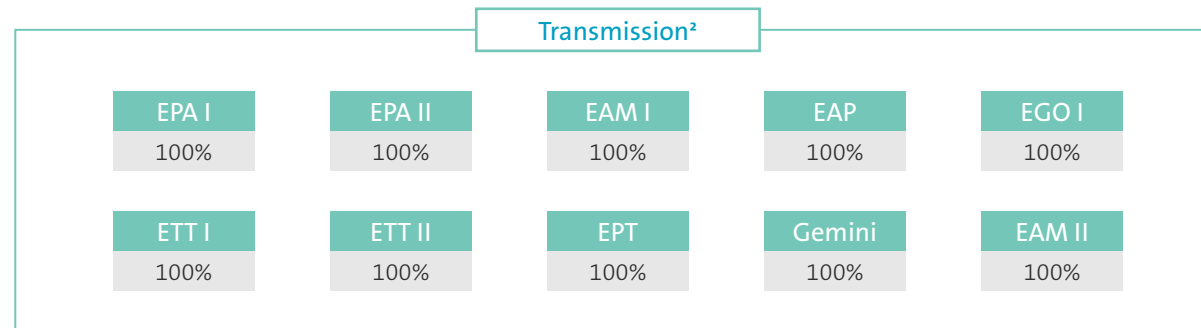 Transmission²
EPA I EPA II EAM I EAP EGO I
100% 100% 100% 100% 100%
ETT I ETT II EPT Gemini EAM II
100% 100% 100% 100% 100%